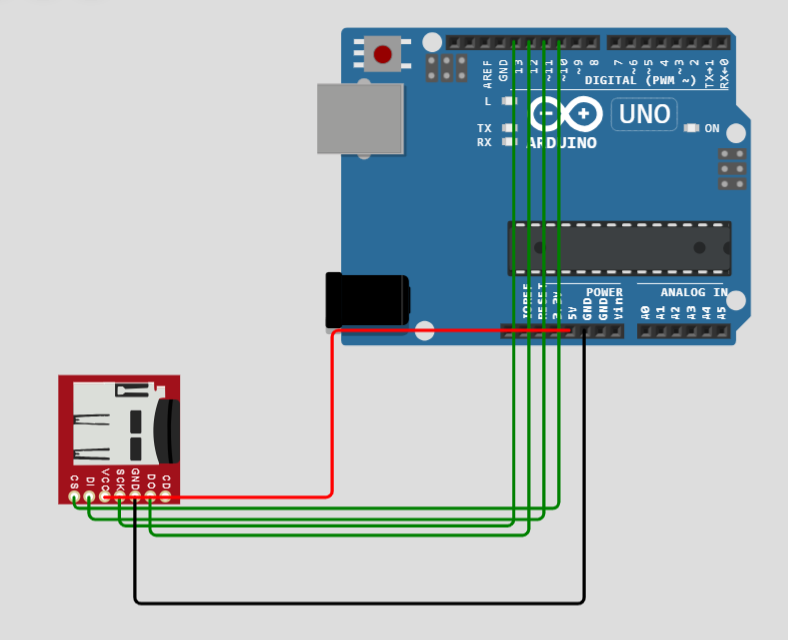 AREF
GND
13
12
~11
~10
~9
8
7
~6
~5
4
~3
2
TX→1
RX←0
DIGITAL (PWM ~)
L
TX
RX
ARDUINO
UNO
ON
POWER
ANALOG IN
RESET
3.3V
5V
GND
GND
Vin
A0
A1
A2
A3
A4
A5
CS
DI
VCC
SCK
GND
DO
CD